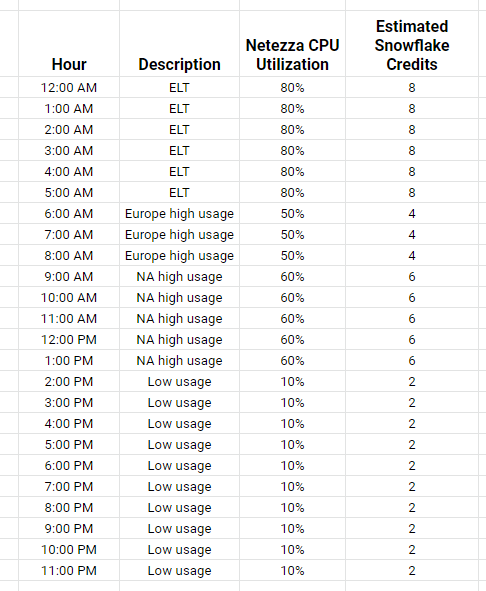 Hour Description Netezza CPU Utilization Estimated Snowflake Credits
12:00 AM ELT 80% 8
1:00 AM ELT 80% 8
2:00 AM ELT 80% 8
3:00 AM ELT 80% 8
4:00 AM ELT 80% 8
5:00 AM ELT 80% 8
6:00 AM Europe high usage 50% 4
7:00 AM Europe high usage 50% 4
8:00 AM Europe high usage 50% 4
9:00 AM NA high usage 60% 6
10:00 AM NA high usage 60% 6
11:00 AM NA high usage 60% 6
12:00 PM NA high usage 60% 6
1:00 PM NA high usage 60% 6
2:00 PM Low usage 10% 2
3:00 PM Low usage 10% 2
4:00 PM Low usage 10% 2
5:00 PM Low usage 10% 2
6:00 PM Low usage 10% 2
7:00 PM Low usage 10% 2
8:00 PM Low usage 10% 2
9:00 PM Low usage 10% 2
10:00 PM Low usage 10% 2
11:00 PM Low usage 10% 2